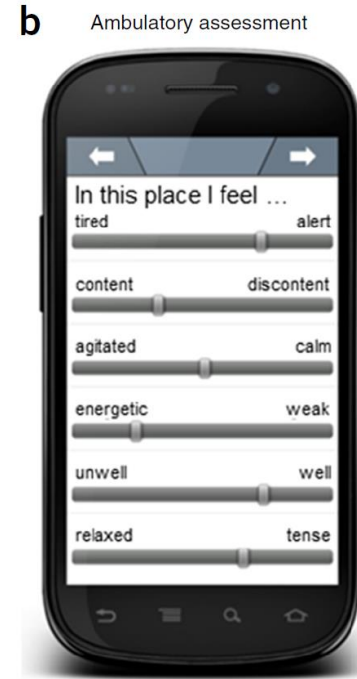 b
Ambulatory assessment
In this place I feel ...
tired alert
content discontent
agitated calm
energetic weak
unwell well
relaxed tense